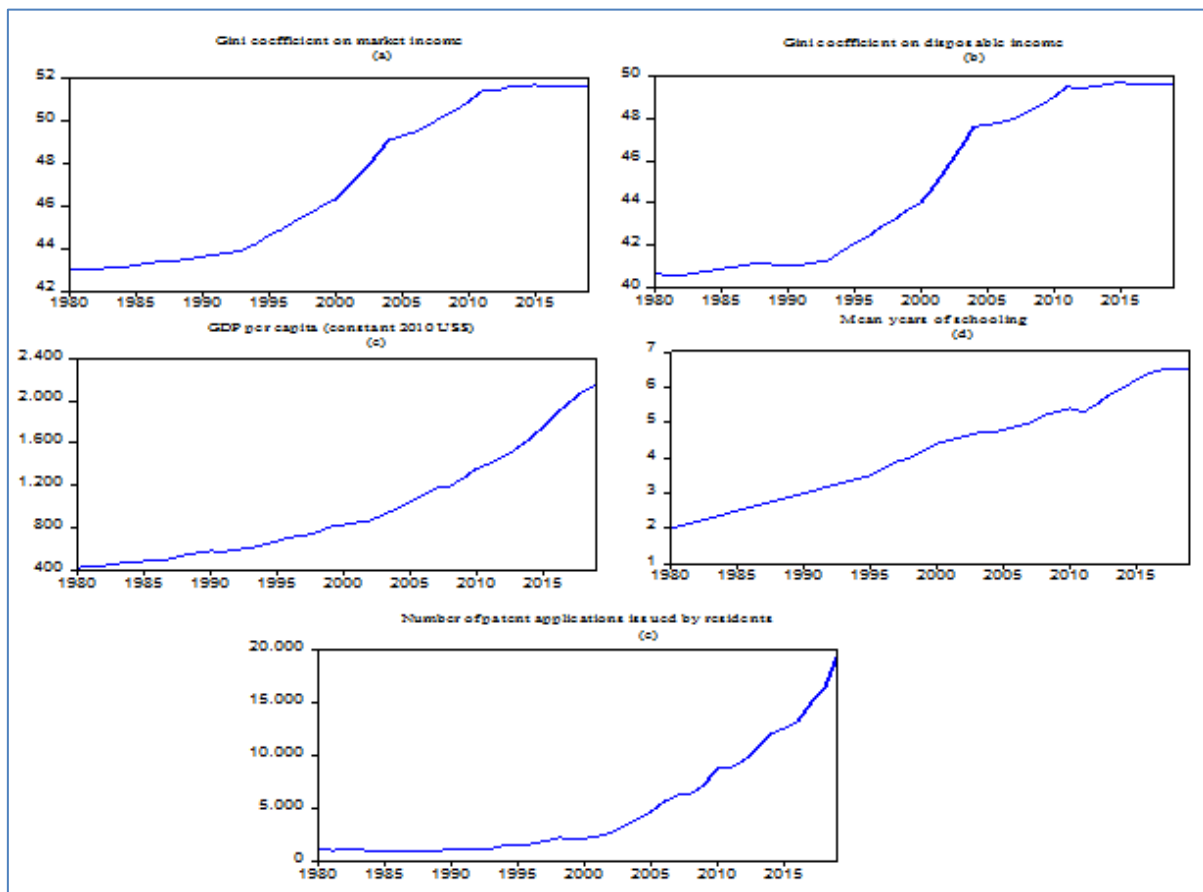 Gini coefficient on market income
(a)
52
50
48
46
44
42
1980 1985 1990 1995 2000 2005 2010 2015
Gini coefficient on disposable income
(b)
50
48
46
44
42
40
1980 1985 1990 1995 2000 2005 2010 2015
GDP per capita (constant 2010 US$)
(c)
2.400
2.000
1.600
1.200
800
400
1980 1985 1990 1995 2000 2005 2010 2015
Mean years of schooling
(d)
7
6
5
4
3
2
1
1980 1985 1990 1995 2000 2005 2010 2015
Number of patent applications issued by residents
(e)
20.000
15.000
10.000
5.000
0
1980 1985 1990 1995 2000 2005 2010 2015